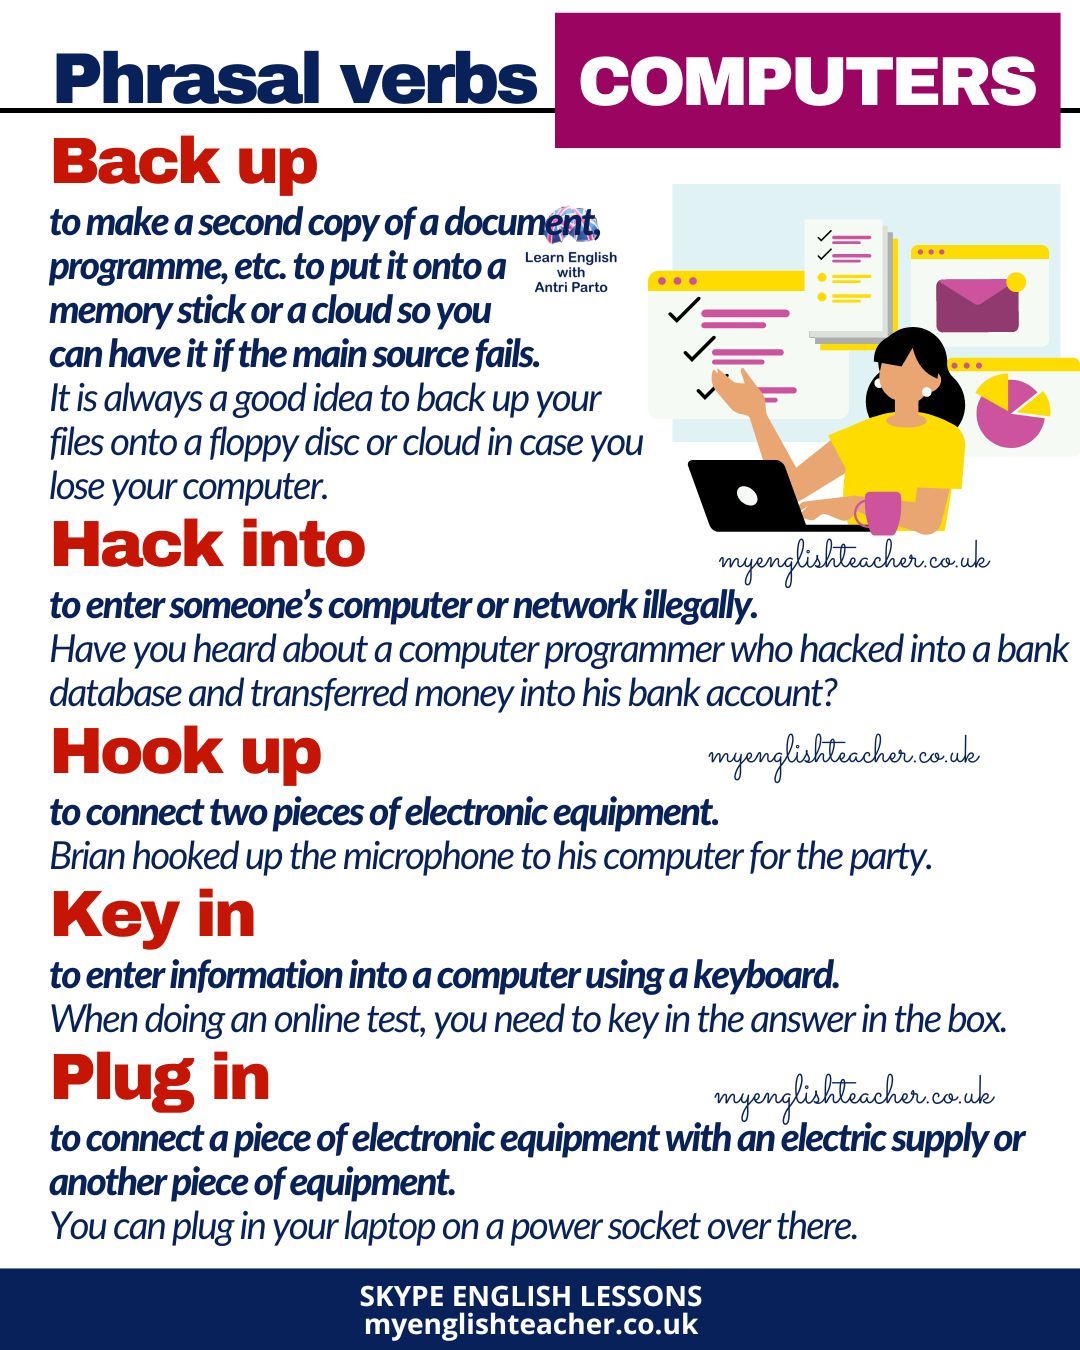 Phrasal verbs
COMPUTERS
Back up
to make a second copy of a document,
programme, etc. to put it onto a
memory stick or a cloud so you
can have it if the main source fails.
Learn English
with
Antri Parto
It is always a good idea to back up your
files onto a floppy disc or cloud in case you
lose your computer.
myenglishteacher.co.uk
Hack into
to enter someone's computer or network illegally.
Have you heard about a computer programmer who hacked into a bank
database and transferred money into his bank account?
Hook up
myenglishteacher.co.uk
to connect two pieces of electronic equipment.
Brian hooked up the microphone to his computer for the party.
Key in
to enter information into a computer using a keyboard.
When doing an online test, you need to key in the answer in the box.
Plug in
myenglishteacher.co.uk
to connect a piece of electronic equipment with an electric supply or
another piece of equipment.
You can plug in your laptop on a power socket over there.
SKYPE ENGLISH LESSONS
myenglishteacher.co.uk